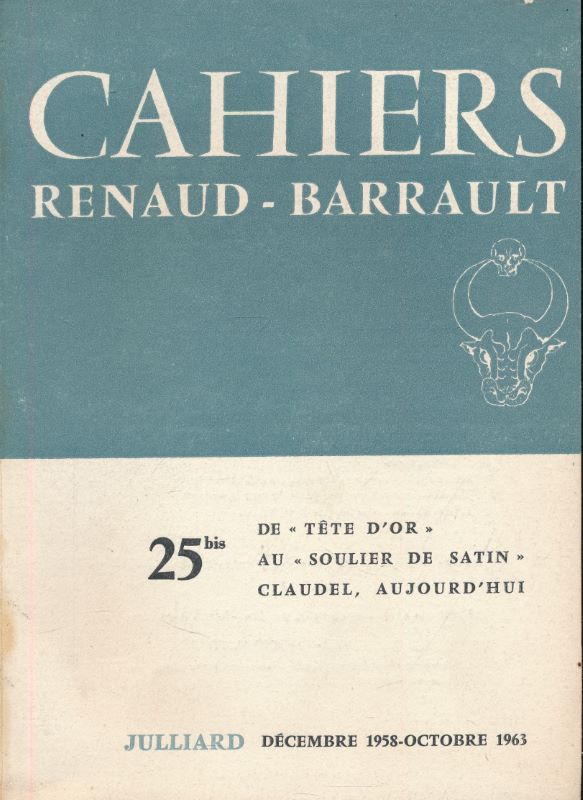 CAHIERS
RENAUD - BARRAULT
25bis
DE « TÊTE D'OR »
AU « SOULIER DE SATIN »
CLAUDEL, AUJOURD'HUI
JULLIARD DÉCEMBRE 1958-OCTOBRE 1963